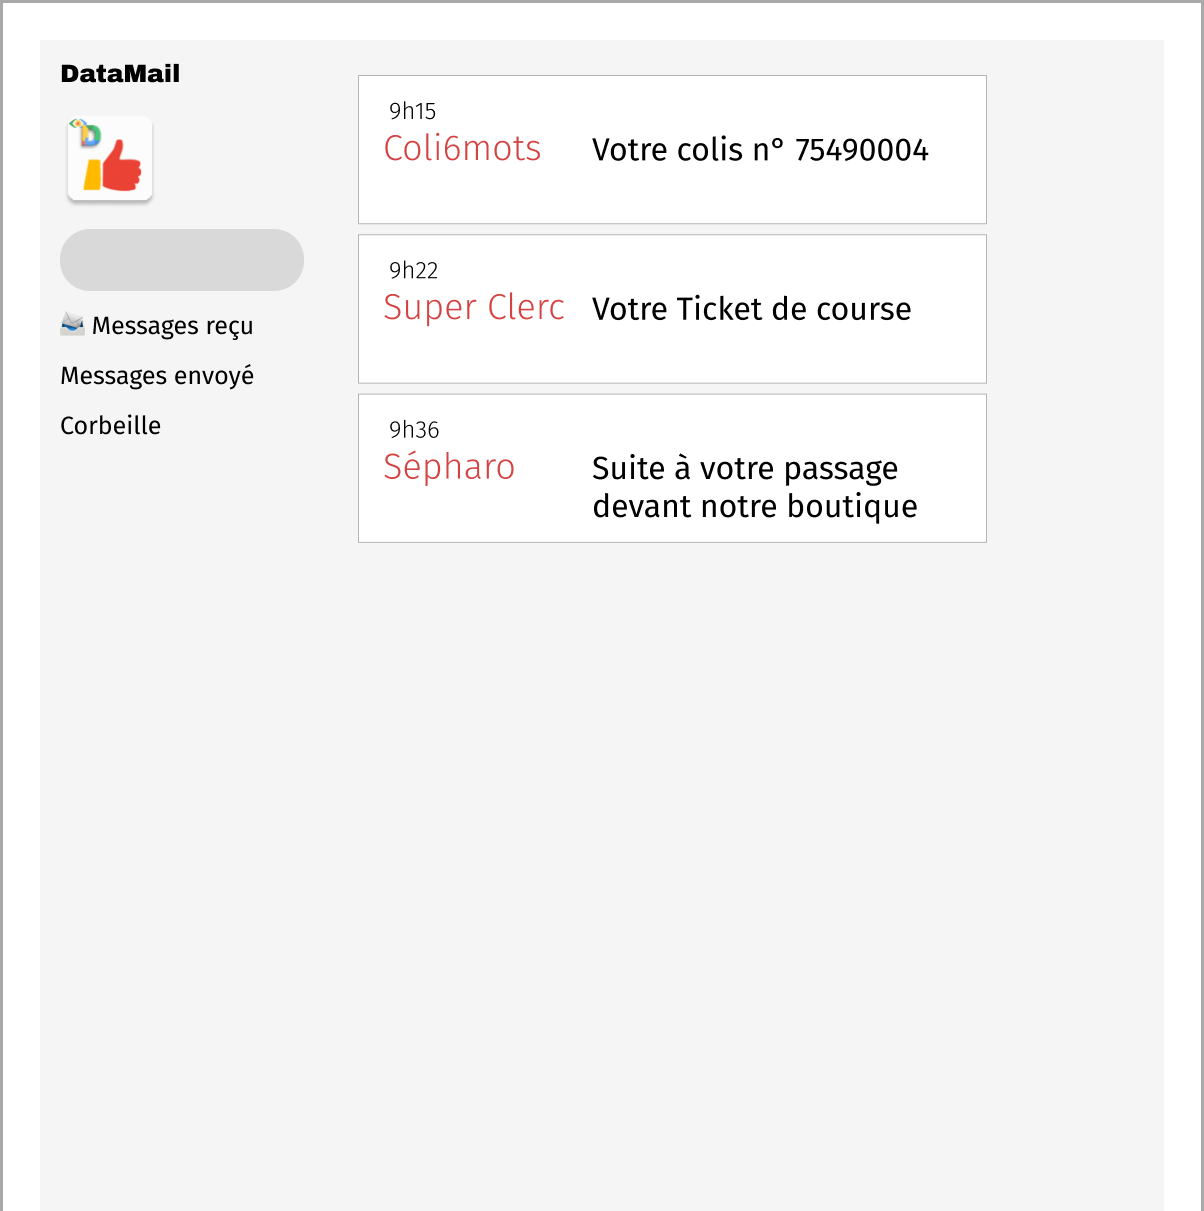 DataMail
D
Messages reçu
Messages envoyé
Corbeille
9h15
Coli6mots
Votre colis n° 75490004
9h22
Super Clerc
Votre Ticket de course
9h36
Sépharo
Suite à votre passage
devant notre boutique